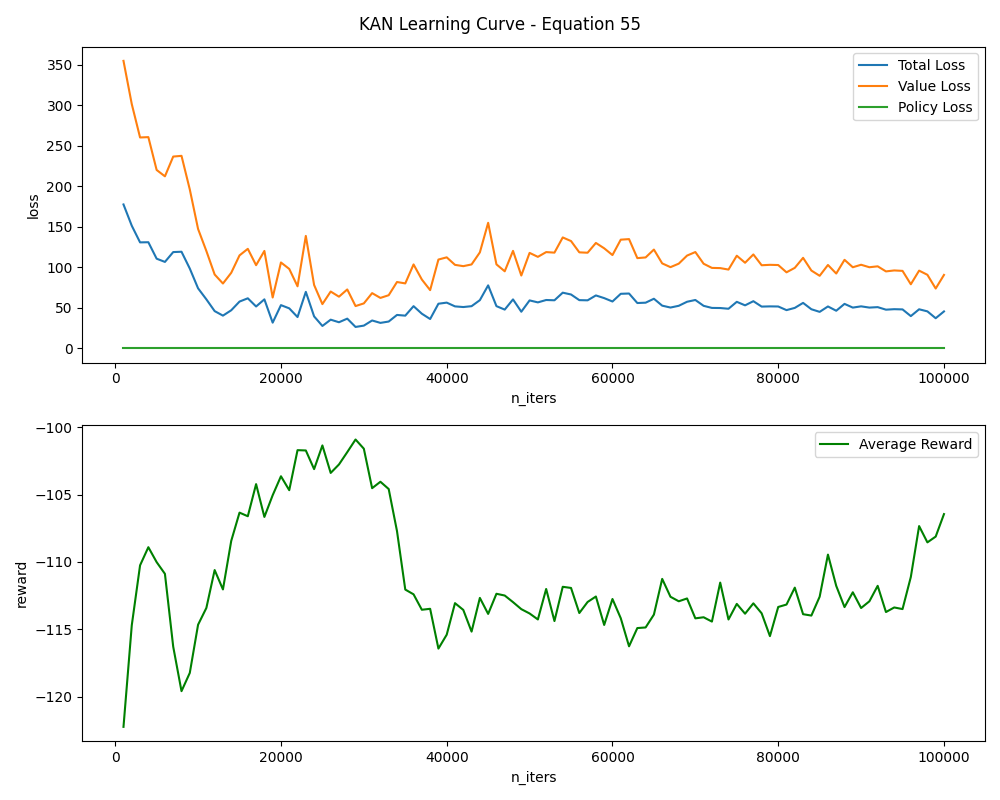 KAN Learning Curve - Equation 55
350
300
250
200
150
100
50
0
loss
Total Loss
Value Loss
Policy Loss
0 20000 40000 60000 80000 100000
n_iters
−100
−105
−110
−115
−120
reward
Average Reward
0 20000 40000 60000 80000 100000
n_iters